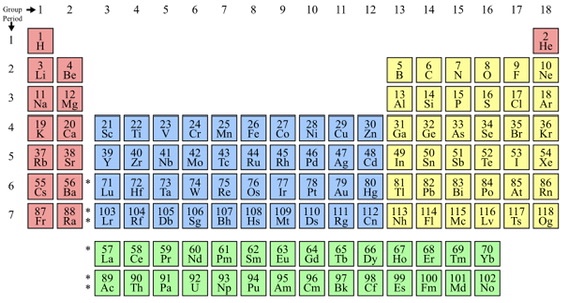 Group 1 2 3 4 5 6 7 8 9 10 11 12 13 14 15 16 17 18
Period
1 1 2
H He
2 3 4 5 6 7 8 9 10
Li Be B C N O F Ne
3 11 12 13 14 15 16 17 18
Na Mg Al Si P S Cl Ar
4 19 20 21 22 23 24 25 26 27 28 29 30 31 32 33 34 35 36
K Ca Sc Ti V Cr Mn Fe Co Ni Cu Zn Ga Ge As Se Br Kr
5 37 38 39 40 41 42 43 44 45 46 47 48 49 50 51 52 53 54
Rb Sr Y Zr Nb Mo Tc Ru Rh Pd Ag Cd In Sn Sb Te I Xe
6 55 56 * 71 72 73 74 75 76 77 78 79 80 81 82 83 84 85 86
Cs Ba Lu Hf Ta W Re Os Ir Pt Au Hg Tl Pb Bi Po At Rn
7 87 88 * * 103 104 105 106 107 108 109 110 111 112 113 114 115 116 117 118
Fr Ra Lr Rf Db Sg Bh Hs Mt Ds Rg Cn Nh Fl Mc Lv Ts Og
* 57 58 59 60 61 62 63 64 65 66 67 68 69 70
La Ce Pr Nd Pm Sm Eu Gd Tb Dy Ho Er Tm Yb
* * 89 90 91 92 93 94 95 96 97 98 99 100 101 102
Ac Th Pa U Np Pu Am Cm Bk Cf Es Fm Md No